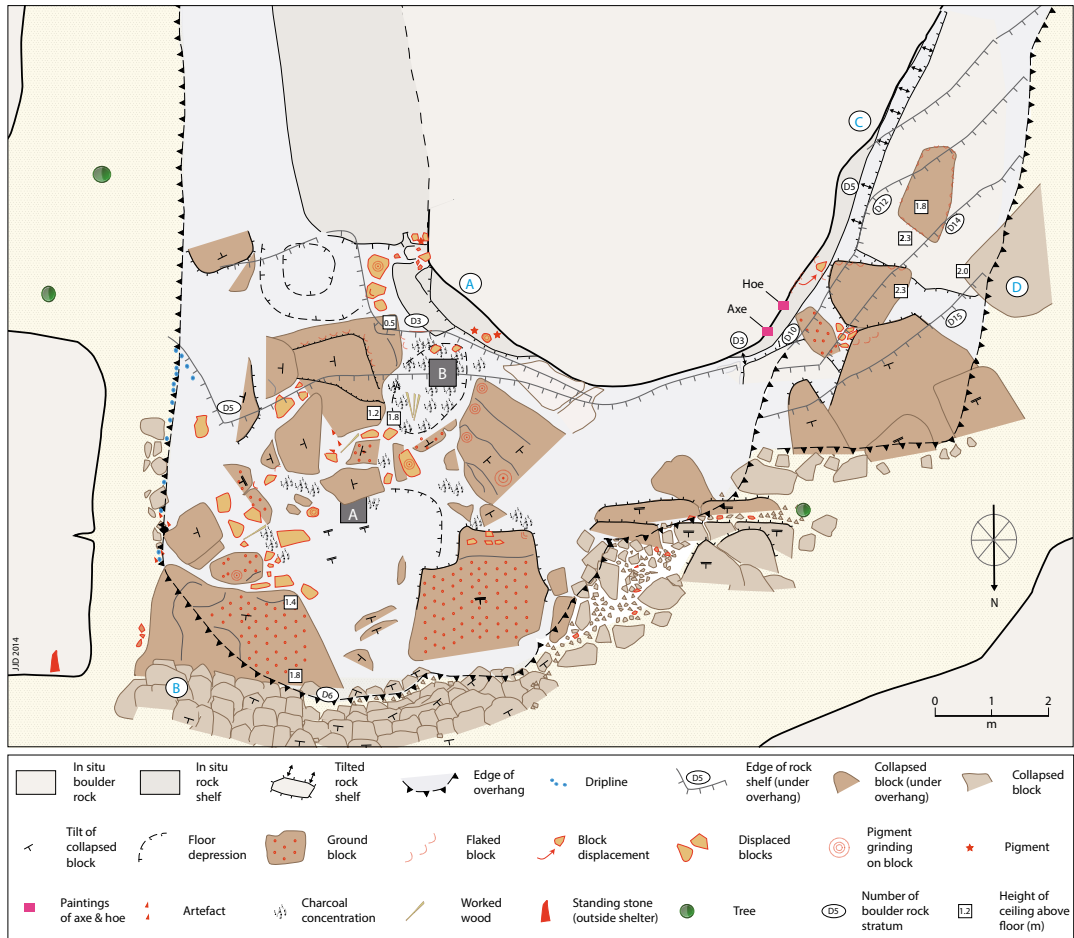 C
D5
D12
1.8
D14
2.3
2.0
D
A
Hoe
2.3
D3
0.5
Axe
D15
D10
D3
B
D5
1.2
1.8
A
N
1.4
JJD 2014
1.8
B
D6
0 1 2
m
In situ
boulder
rock
In situ
rock
shelf
Tilted
rock
shelf
Edge of
overhang
Dripline
D5
Edge of rock
shelf (under
overhang)
Collapsed
block (under
overhang)
Collapsed
block
Tilt of
collapsed
block
Floor
depression
Ground
block
Flaked
block
Block
displacement
Displaced
blocks
Pigment
grinding
on block
Pigment
Paintings
of axe & hoe
Artefact
Charcoal
concentration
Worked
wood
Standing stone
(outside shelter)
Tree
D5
Number of
boulder rock
stratum
1.2
Height of
ceiling above
floor (m)